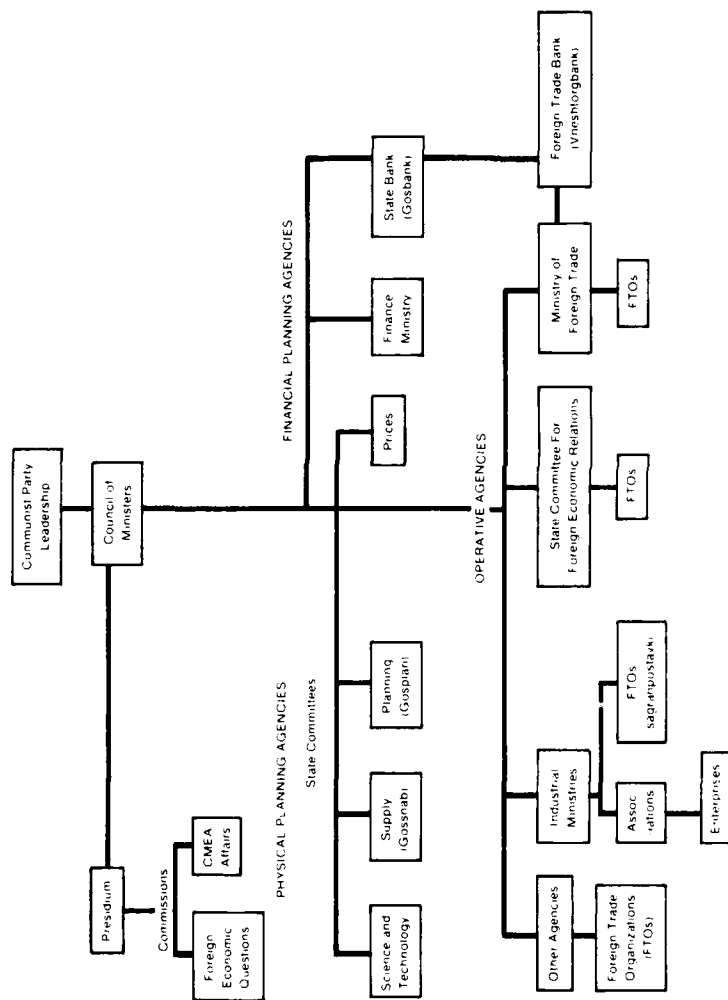 Communist Party
Leadership
Council of
Ministers
Presidium
Commissions
Foreign
Economic
Questions
CMEA
Affairs
PHYSICAL PLANNING AGENCIES
FINANCIAL PLANNING AGENCIES
State Committees
Science and
Technology
Supply
(Gossnab)
Planning
(Gosplan)
Prices
Finance
Ministry
State Bank
(Gosbank)
OPERATIVE AGENCIES
Other Agencies
Foreign Trade
Organizations
(FTOs)
Industrial
Ministries
Assoc
iations
Enterprises
FTOs
sagranpostavki
State Committee For
Foreign Economic Relations
FTOs
Ministry of
Foreign Trade
FTOs
Foreign Trade Bank
(Vneshtorgbank)